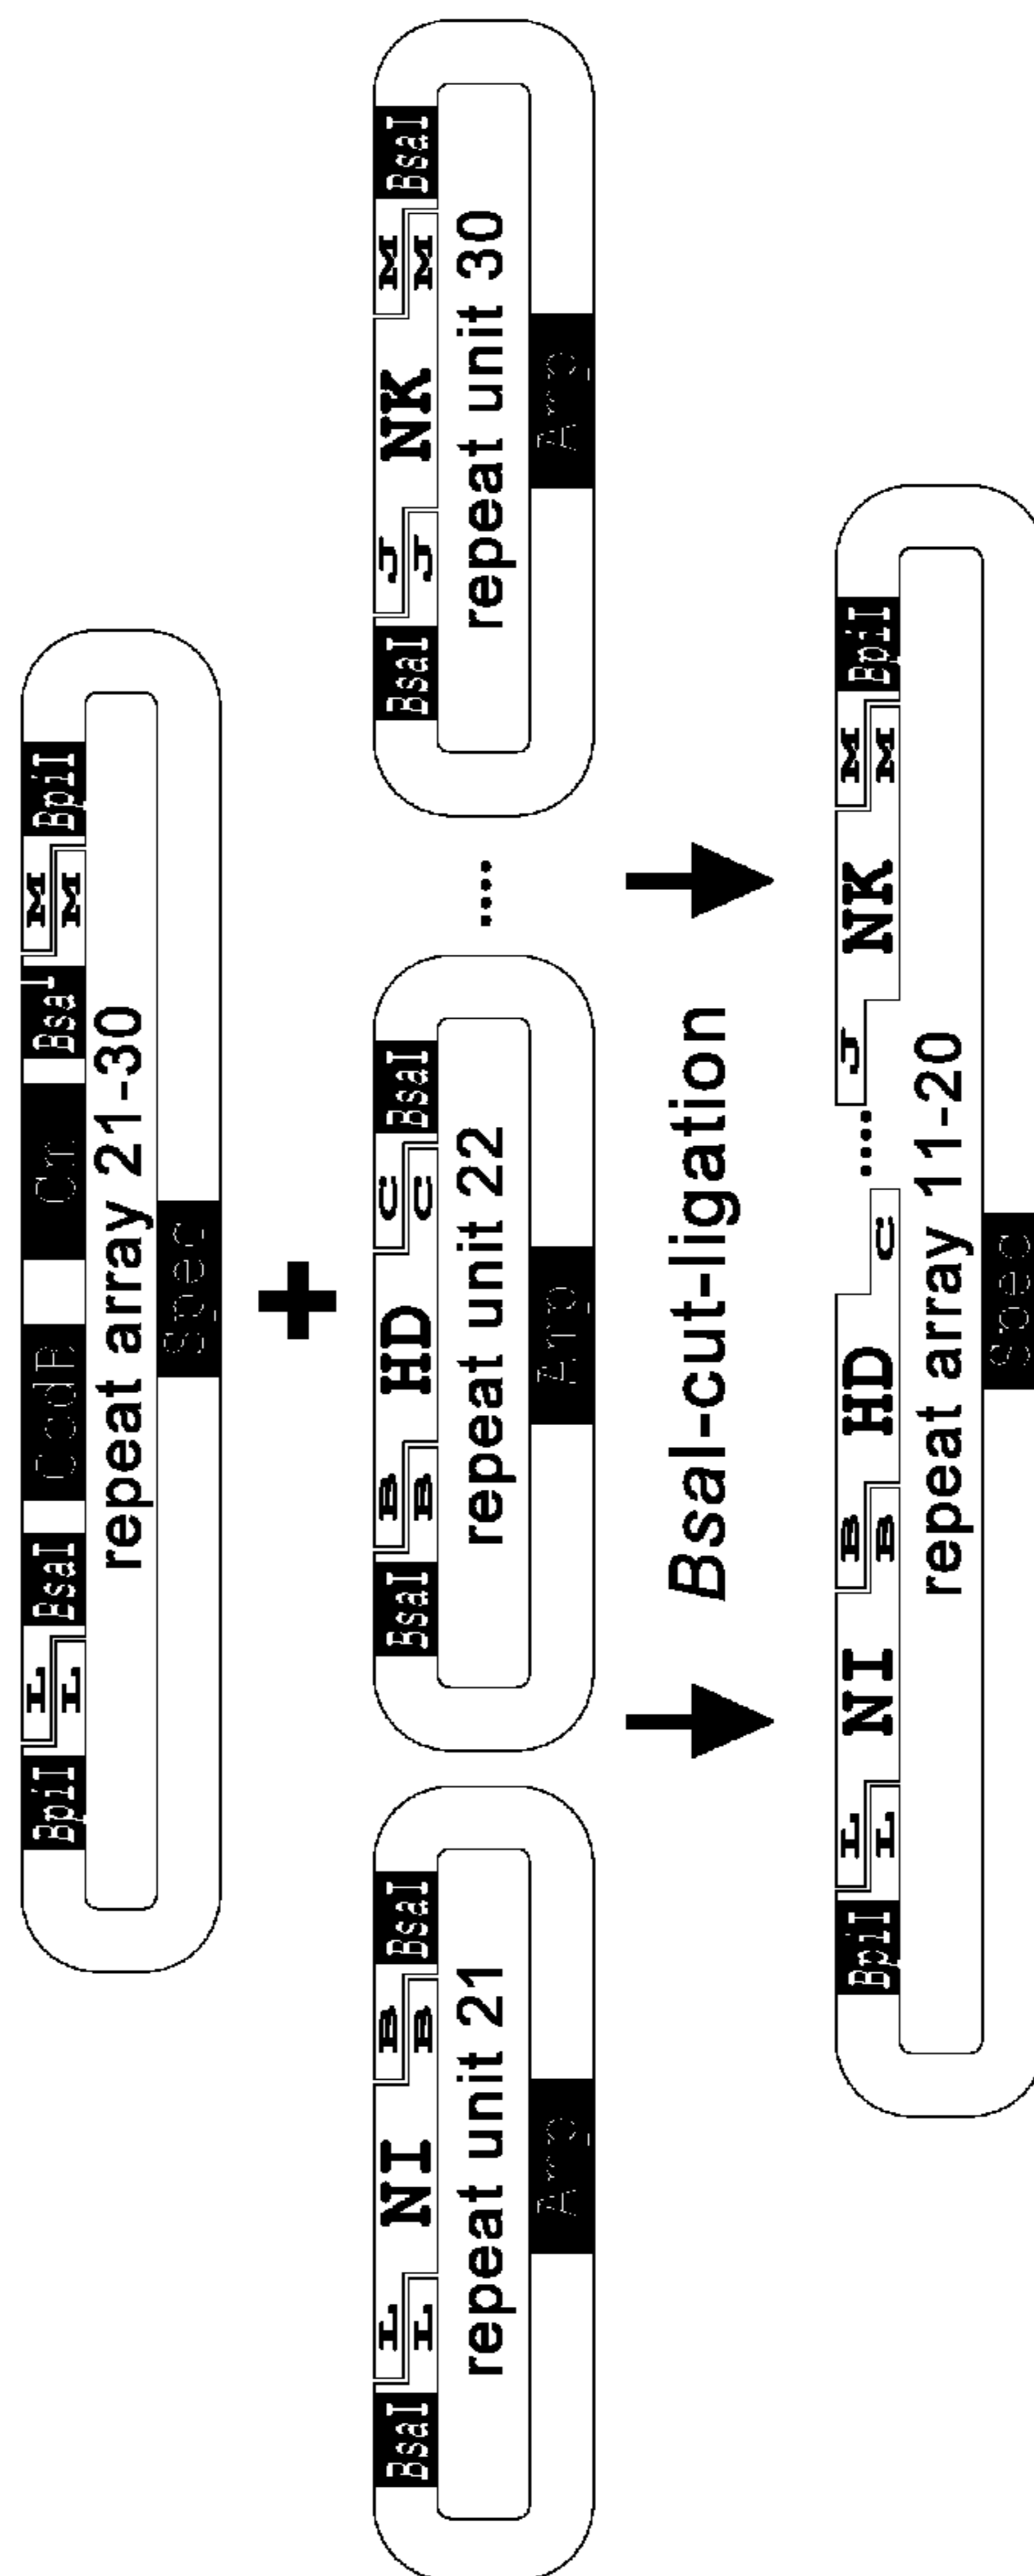 BpiI L L BsaI CcdB Cm BsaI M M BpiI
repeat array 21-30
Spec
+
BsaI L L NI B B BsaI
repeat unit 21
Amp
BsaI B B HD C C BsaI
repeat unit 22
Amp
....
BsaI J J NK M M BsaI
repeat unit 30
Amp
BsaI-cut-ligation
BpiI L L NI B B HD C .... J NK M M BpiI
repeat array 11-20
Spec